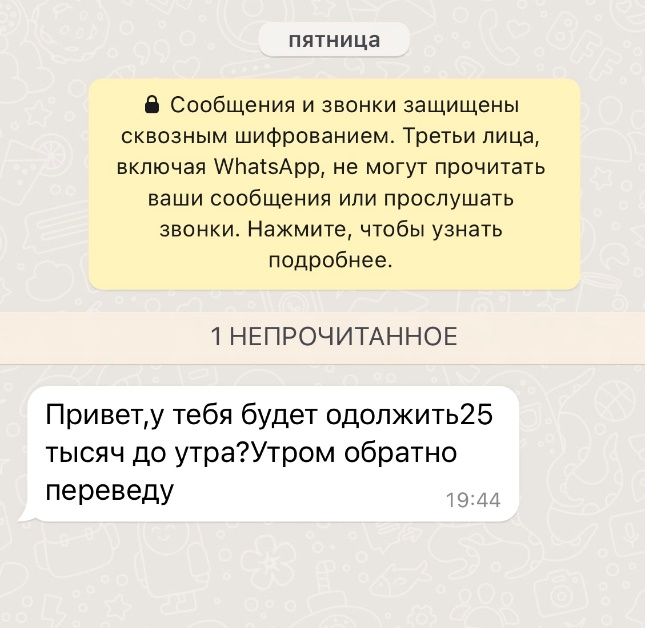 пятница
🔒 Сообщения и звонки защищены
сквозным шифрованием. Третьи лица,
включая WhatsApp, не могут прочитать
ваши сообщения или прослушать
звонки. Нажмите, чтобы узнать
подробнее.
1 НЕПРОЧИТАННОЕ
Привет,у тебя будет одолжить25
тысяч до утра?Утром обратно
переведу
19:44